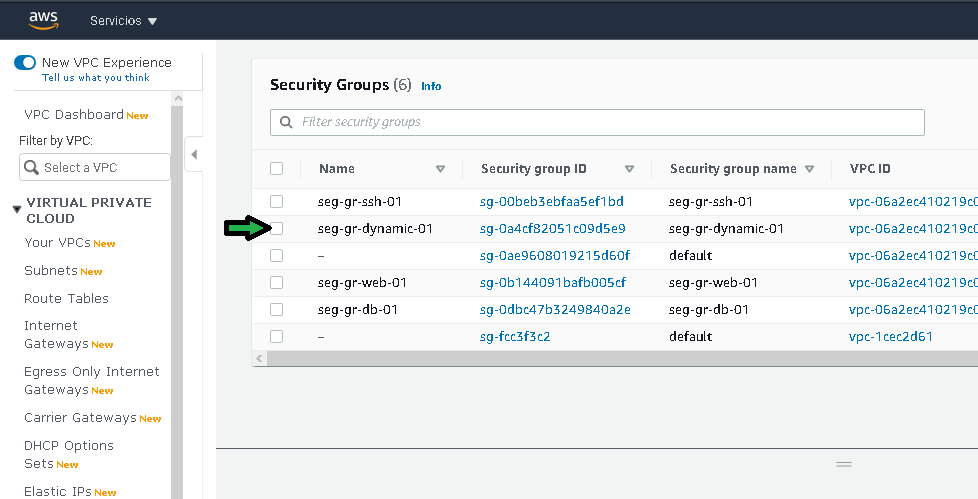 aws
Servicios
New VPC Experience
Tell us what you think
VPC Dashboard New
Filter by VPC:
Select a VPC
VIRTUAL PRIVATE
CLOUD
Your VPCs New
Subnets New
Route Tables
Internet
Gateways New
Egress Only Internet
Gateways New
Carrier Gateways New
DHCP Options
Sets New
Elastic IPs New
Security Groups (6) Info
Filter security groups
Name Security group ID Security group name VPC ID
seg-gr-ssh-01 sg-00beb3ebfaa5ef1bd seg-gr-ssh-01 vpc-06a2ec410219c0
seg-gr-dynamic-01 sg-0a4cf82051c09d5e9 seg-gr-dynamic-01 vpc-06a2ec410219c0
– sg-0ae9608019215d60f default vpc-06a2ec410219c0
seg-gr-web-01 sg-0b144091bafb005cf seg-gr-web-01 vpc-06a2ec410219c0
seg-gr-db-01 sg-0dbc47b3249840a2e seg-gr-db-01 vpc-06a2ec410219c0
– sg-fcc3f3c2 default vpc-1cec2d61